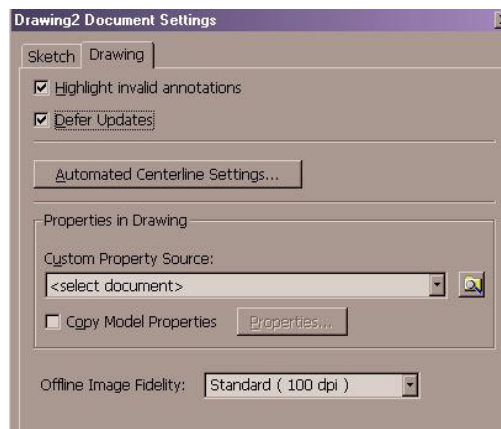 Drawing2 Document Settings
Sketch Drawing
Highlight invalid annotations
Defer Updates
Automated Centerline Settings...
Properties in Drawing
Custom Property Source:
<select document>
Copy Model Properties Properties...
Offline Image Fidelity: Standard ( 100 dpi )